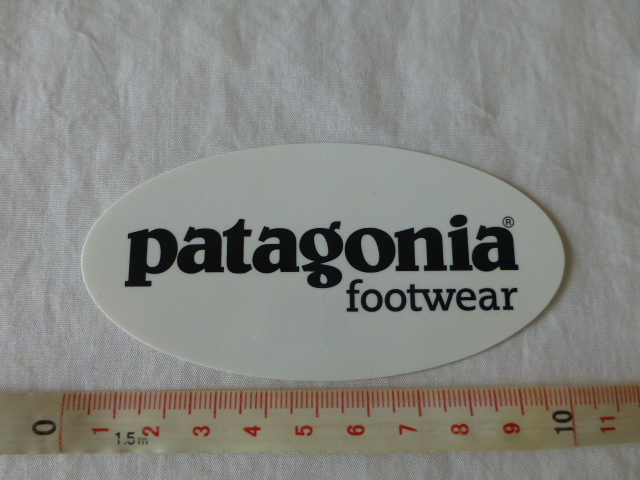 patagonia®
footwear
0 1 2 3 4 5 6 7 8 9 10 11
1.5m